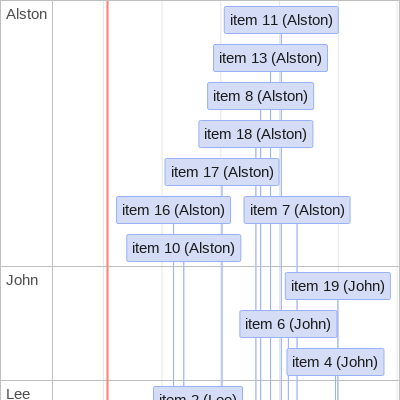 Alston
item 11 (Alston)
item 13 (Alston)
item 8 (Alston)
item 18 (Alston)
item 17 (Alston)
item 16 (Alston)
item 7 (Alston)
item 10 (Alston)
John
item 19 (John)
item 6 (John)
item 4 (John)
Lee
item 2 (Lee)